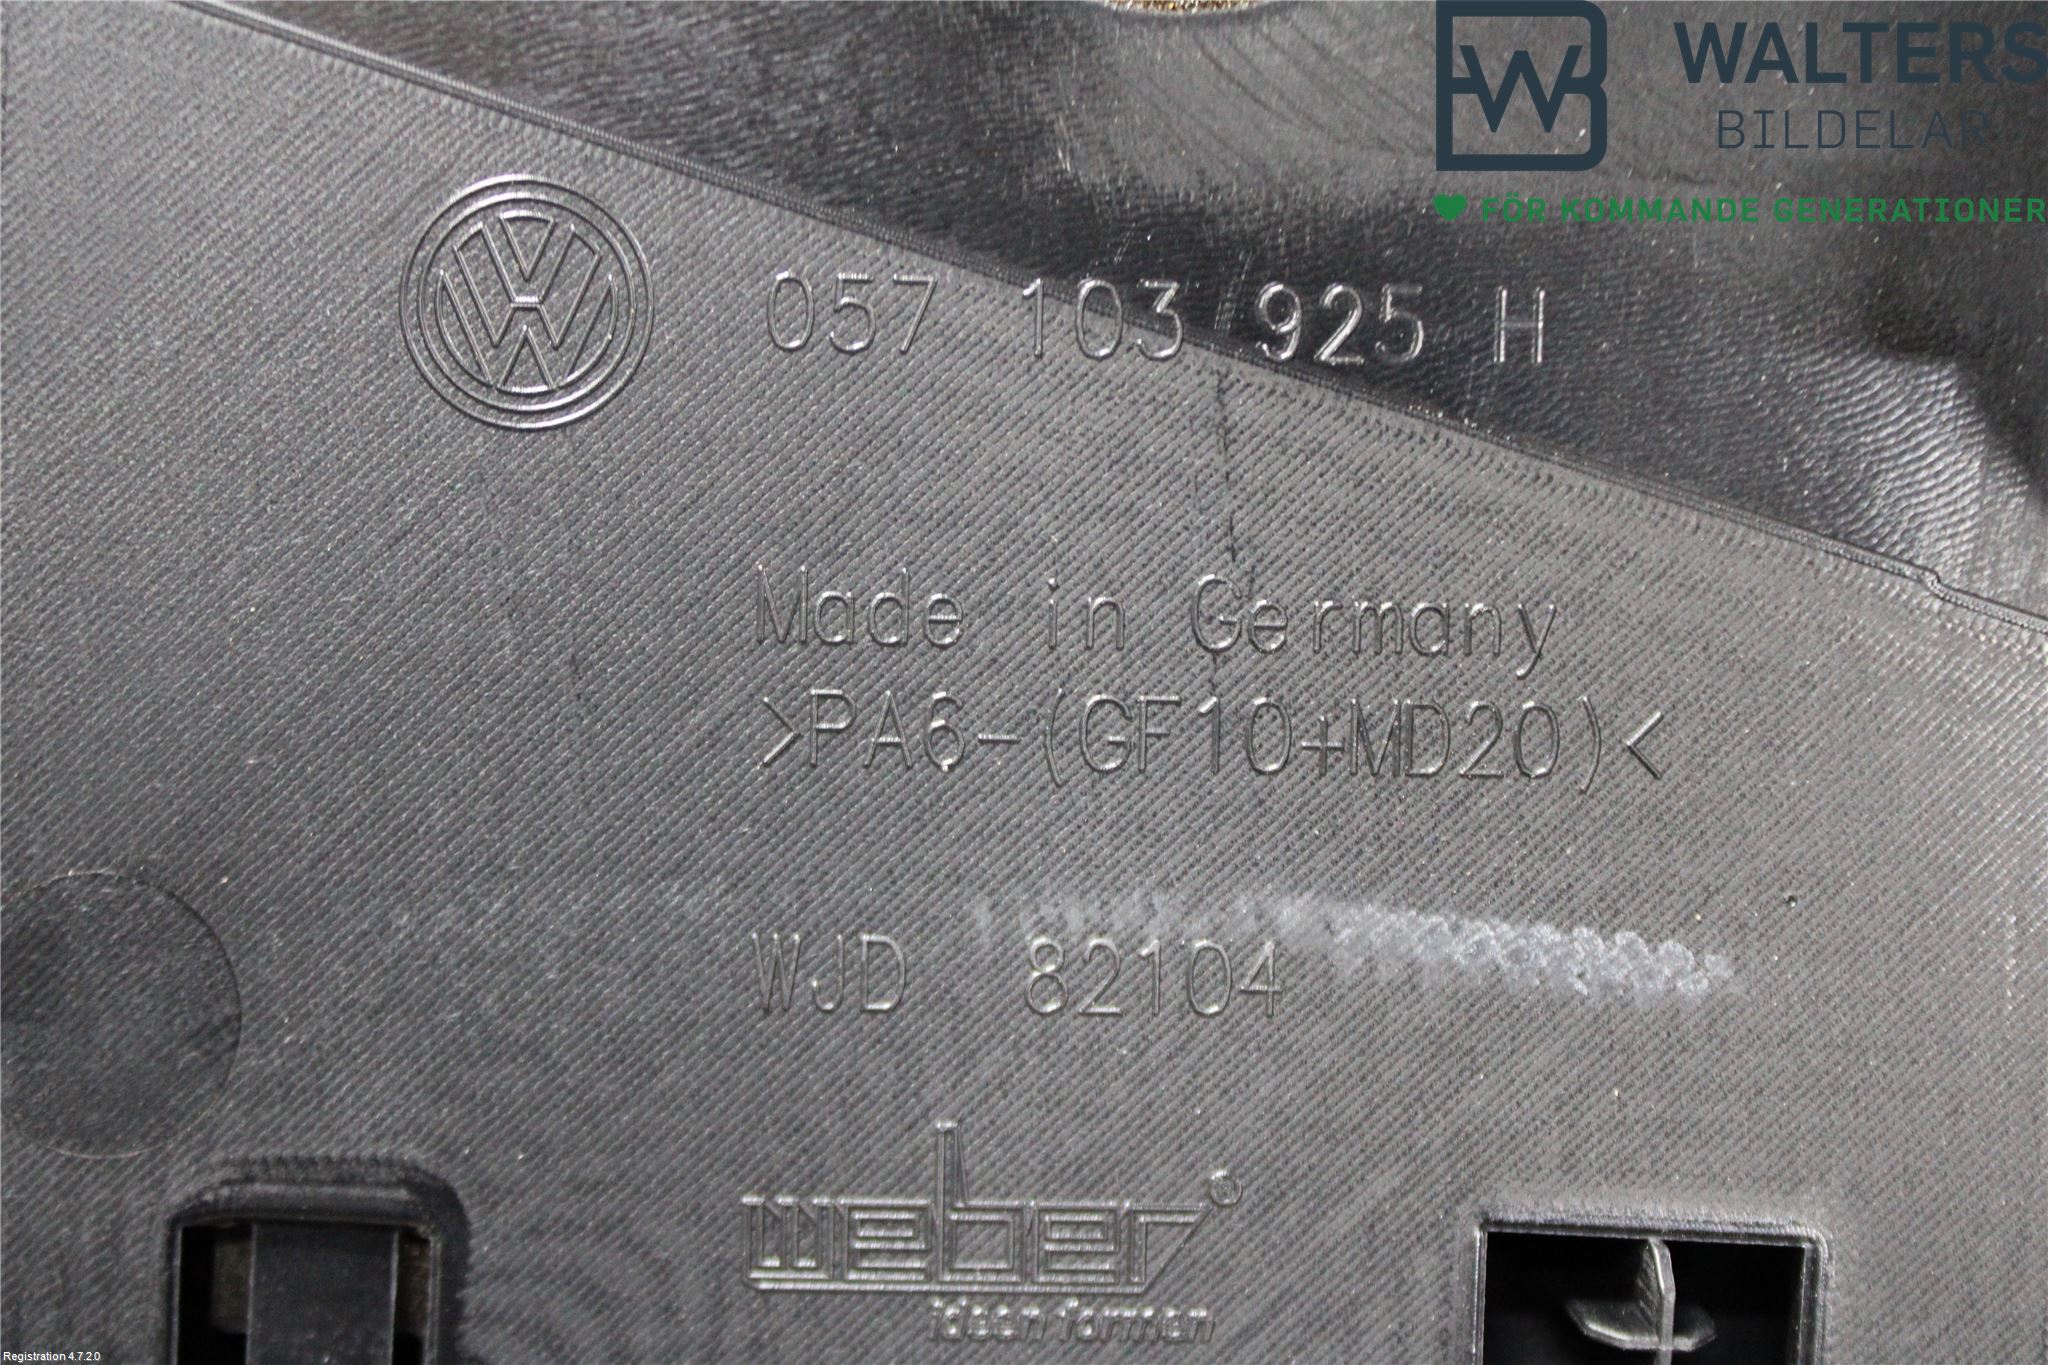 WALTERS
BILDELAR
FÖR KOMMANDE GENERATIONER
057 103 925 H
Made in Germany
>PA6-(GF10+MD20)<
WJD 82104
weber
ideen formen
Registration 4.7.2.0